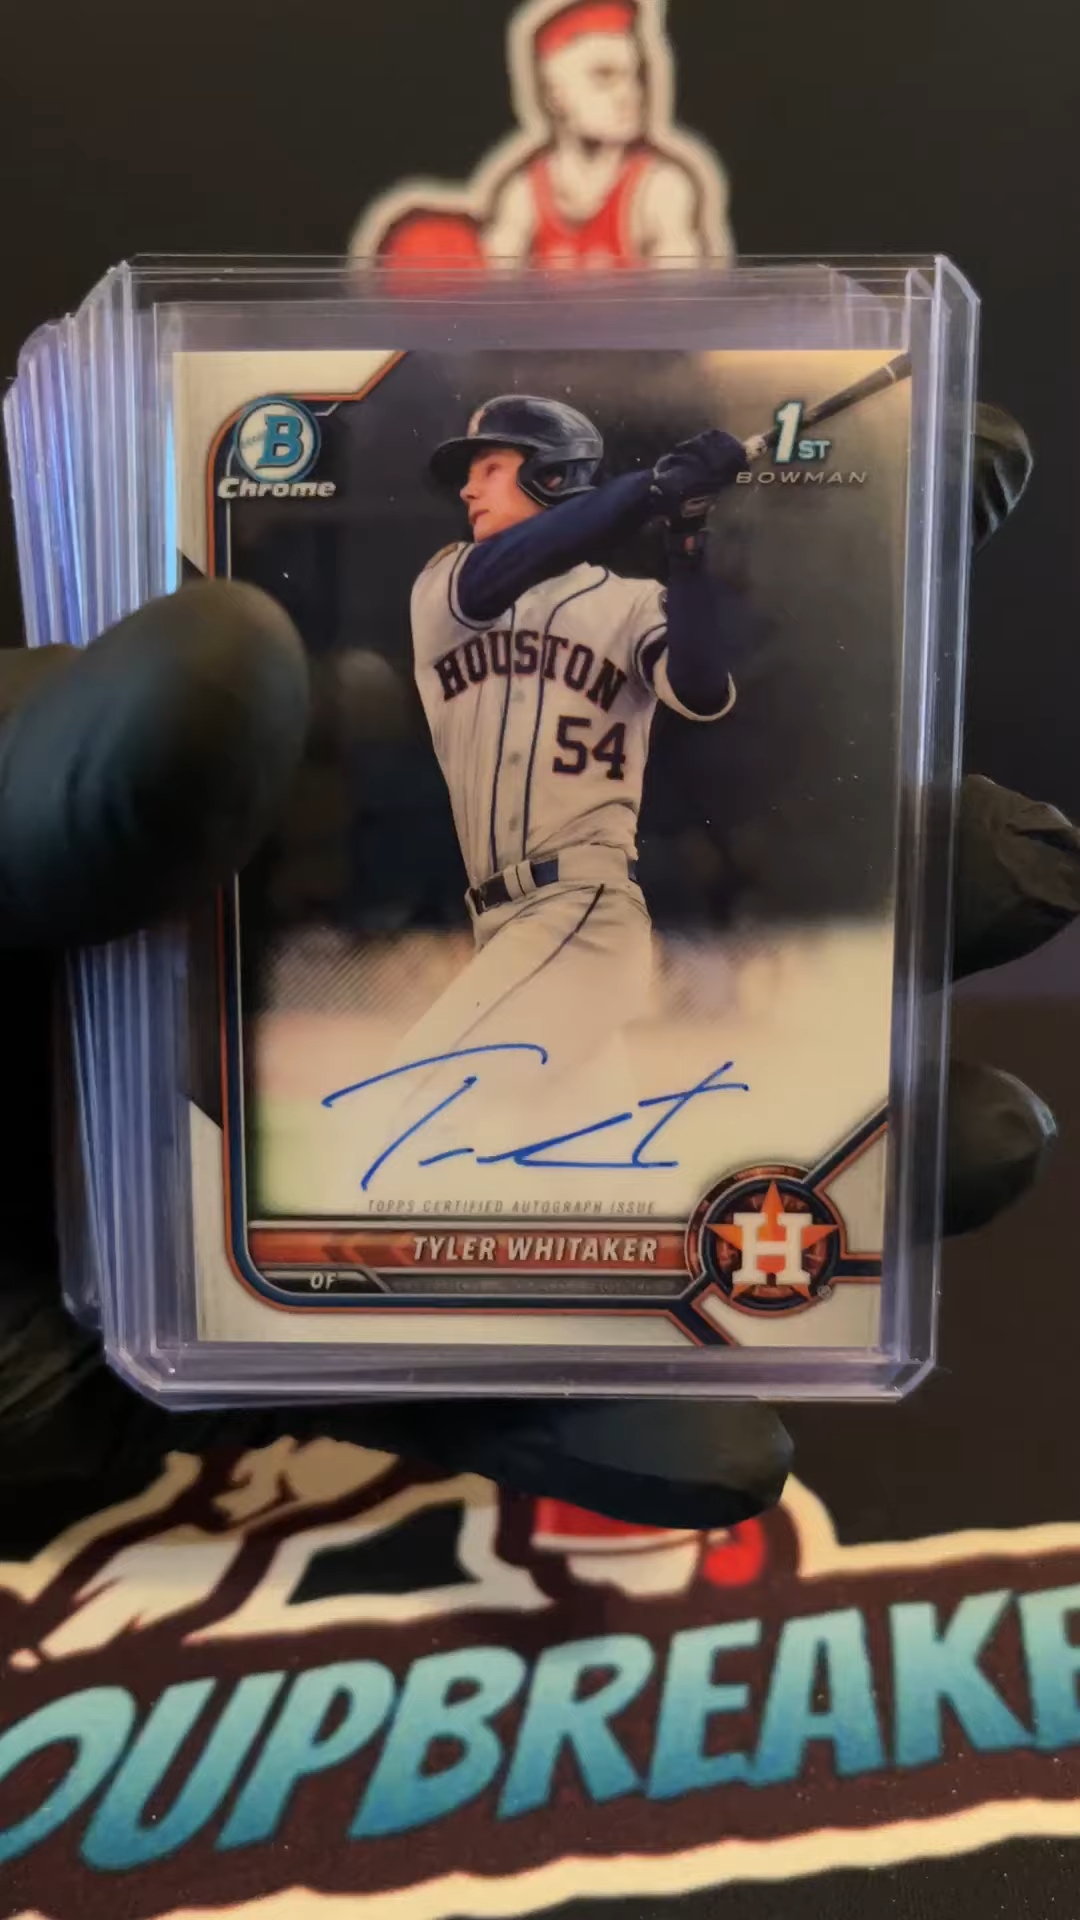 B
Chrome
1ST
BOWMAN
HOUSTON
54
TOPPS CERTIFIED AUTOGRAPH ISSUE
TYLER WHITAKER
OF
H
®
OUPBREAKE